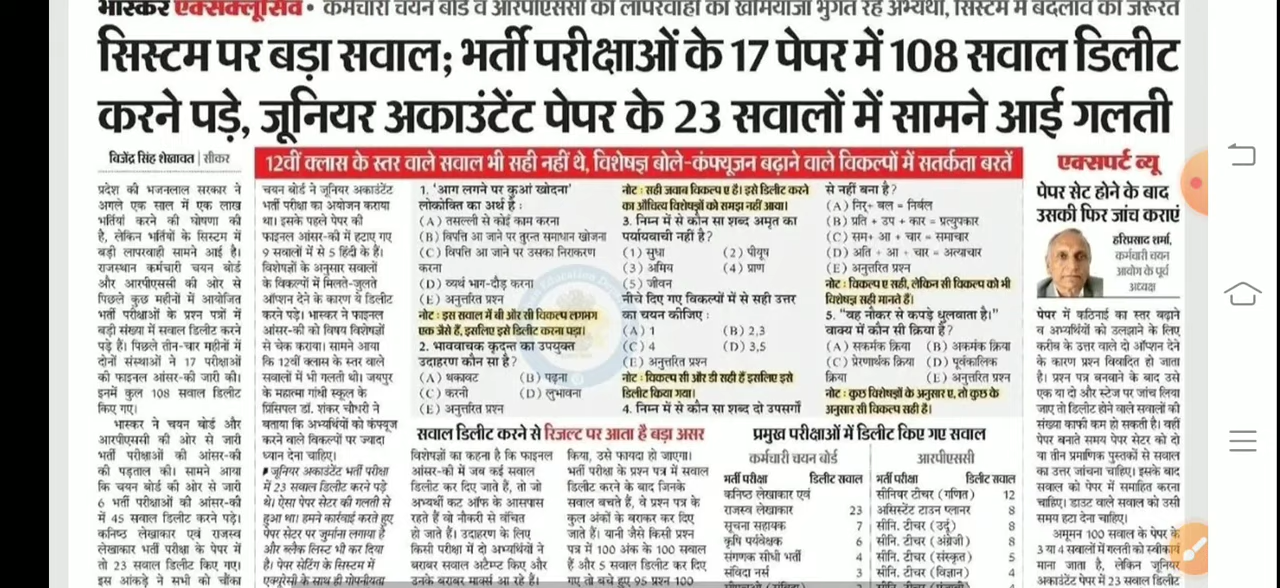 भास्कर एक्सक्लूसिव • कर्मचारी चयन बोर्ड व आरपीएससी की लापरवाही का खामियाजा भुगत रहे अभ्यर्थी, सिस्टम में बदलाव की जरूरत
सिस्टम पर बड़ा सवाल; भर्ती परीक्षाओं के 17 पेपर में 108 सवाल डिलीट
करने पड़े, जूनियर अकाउंटेंट पेपर के 23 सवालों में सामने आई गलती
विजेंद्र सिंह शेखावत | सीकर
प्रदेश की भजनलाल सरकार ने
अगले एक साल में एक लाख
भर्तियां करने की घोषणा की
है, लेकिन भर्तियों के सिस्टम में
बड़ी लापरवाही सामने आई है।
राजस्थान कर्मचारी चयन बोर्ड
और आरपीएससी की ओर से
पिछले कुछ महीनों में आयोजित
भर्ती परीक्षाओं के प्रश्न पत्रों में
बड़ी संख्या में सवाल डिलीट करने
पड़े हैं। पिछले तीन-चार महीनों में
दोनों संस्थाओं ने 17 परीक्षाओं
की फाइनल आंसर-की जारी की।
इनमें कुल 108 सवाल डिलीट
किए गए।
भास्कर ने चयन बोर्ड और
आरपीएससी की ओर से जारी
भर्ती परीक्षाओं की आंसर-की
की पड़ताल की। सामने आया
कि चयन बोर्ड की ओर से जारी
6 भर्ती परीक्षाओं की आंसर-की
में 45 सवाल डिलीट करने पड़े।
कनिष्ठ लेखाकार एवं राजस्व
लेखाकार भर्ती परीक्षा के पेपर में
तो 23 सवाल डिलीट किए गए।
इस आंकड़े ने सभी को चौंका
12वीं क्लास के स्तर वाले सवाल भी सही नहीं थे, विशेषज्ञ बोले-कंफ्यूजन बढ़ाने वाले विकल्पों में सतर्कता बरतें
चयन बोर्ड ने जूनियर अकाउंटेंट
भर्ती परीक्षा का अयोजन कराया
था। इसके पहले पेपर की
फाइनल आंसर-की में हटाए गए
9 सवालों में से 5 हिंदी के हैं।
विशेषज्ञों के अनुसार सवालों
के विकल्पों में मिलते-जुलते
ऑप्शन देने के कारण ये डिलीट
करने पड़े। भास्कर ने फाइनल
आंसर-की को विषय विशेषज्ञों
से चेक कराया। सामने आया
कि 12वीं क्लास के स्तर वाले
सवालों में भी गलती थी। जयपुर
के महात्मा गांधी स्कूल के
प्रिंसिपल डॉ. शंकर चौधरी ने
बताया कि अभ्यर्थियों को कंफ्यूज
करने वाले विकल्पों पर ज्यादा
ध्यान देना चाहिए।
जूनियर अकाउंटेंट भर्ती परीक्षा
में 23 सवाल डिलीट करने पड़े
थे। ऐसा पेपर सेटर की गलती से
हुआ था। हमने कार्रवाई करते हुए
पेपर सेटर पर जुर्माना लगाया है
और ब्लैक लिस्ट भी कर दिया
है। पेपर सेटिंग के सिस्टम में
एक्यूरेसी के साथ ही गोपनीयता
1. 'आग लगने पर कुआं खोदना'
लोकोक्ति का अर्थ है :
(A) तसल्ली से कोई काम करना
(B) विपत्ति आ जाने पर तुरन्त समाधान खोजना
(C) विपत्ति आ जाने पर उसका निराकरण
करना
(D) व्यर्थ भाग-दौड़ करना
(E) अनुत्तरित प्रश्न
नोट : इस सवाल में बी और सी विकल्प लगभग
एक जैसे हैं, इसलिए इसे डिलीट करना पड़ा।
2. भाववाचक कृदन्त का उपयुक्त
उदाहरण कौन सा है?
(A) थकावट (B) पढ़ना
(C) करनी (D) लुभावना
(E) अनुत्तरित प्रश्न
नोट : सही जवाब विकल्प ए है। इसे डिलीट करने
का औचित्य विशेषज्ञों को समझ नहीं आया।
3. निम्न में से कौन सा शब्द अमृत का
पर्यायवाची नहीं है?
(1) सुधा (2) पीयूष
(3) अमिय (4) प्राण
(5) जीवन
नीचे दिए गए विकल्पों में से सही उत्तर
का चयन कीजिए :
(A) 1 (B) 2,3
(C) 4 (D) 3,5
(E) अनुत्तरित प्रश्न
नोट : विकल्प सी और डी सही हैं इसलिए इसे
डिलीट किया गया।
4. निम्न में से कौन सा शब्द दो उपसर्गों
से नहीं बना है?
(A) निर्+ बल = निर्बल
(B) प्रति + उप + कार = प्रत्युपकार
(C) सम+ आ + चार = समाचार
(D) अति + आ + चार = अत्याचार
(E) अनुत्तरित प्रश्न
नोट : विकल्प ए सही, लेकिन सी विकल्प को भी
विशेषज्ञ सही मानते हैं।
5. "वह नौकर से कपड़े धुलवाता है।"
वाक्य में कौन सी क्रिया है?
(A) सकर्मक क्रिया (B) अकर्मक क्रिया
(C) प्रेरणार्थक क्रिया (D) पूर्वकालिक
क्रिया (E) अनुत्तरित प्रश्न
नोट : कुछ विशेषज्ञों के अनुसार ए, तो कुछ के
अनुसार सी विकल्प सही है।
सवाल डिलीट करने से रिजल्ट पर आता है बड़ा असर
विशेषज्ञों का कहना है कि फाइनल
आंसर-की में जब कई सवाल
डिलीट कर दिए जाते हैं, तो जो
अभ्यर्थी कट ऑफ के आसपास
रहते हैं वो नौकरी से वंचित
हो जाते हैं। उदाहरण के लिए
किसी परीक्षा में दो अभ्यर्थियों ने
बराबर सवाल अटेम्प्ट किए और
उनके बराबर मार्क्स आ रहे हैं।
किया, उसे फायदा हो जाएगा।
भर्ती परीक्षा के प्रश्न पत्र में सवाल
डिलीट करने के बाद जिनके
सवाल बचते हैं, वे प्रश्न पत्र के
कुल अंकों के बराकर कर दिए
जाते हैं। यानी जैसे किसी प्रश्न
पत्र में 100 अंक के 100 सवाल
हैं और 5 सवाल डिलीट कर दिए
गए तो बचे हुए 95 प्रश्न 100
प्रमुख परीक्षाओं में डिलीट किए गए सवाल
कर्मचारी चयन बोर्ड
भर्ती परीक्षा डिलीट सवाल
कनिष्ठ लेखाकार एवं
राजस्व लेखाकार 23
सूचना सहायक 7
कृषि पर्यवेक्षक 6
संगणक सीधी भर्ती 4
संविदा नर्स 3
आरपीएससी
भर्ती परीक्षा डिलीट सवाल
सीनियर टीचर (गणित) 12
असिस्टेंट टाउन प्लानर 8
सीनि. टीचर (उर्दू) 8
सीनि. टीचर (अंग्रेजी) 8
सीनि. टीचर (संस्कृत) 5
सीनि. टीचर (विज्ञान) 4
एक्सपर्ट व्यू
पेपर सेट होने के बाद
उसकी फिर जांच कराएं
हरिप्रसाद शर्मा,
कर्मचारी चयन
आयोग के पूर्व
अध्यक्ष
पेपर में कठिनाई का स्तर बढ़ाने
व अभ्यर्थियों को उलझाने के लिए
करीब के उत्तर वाले दो ऑप्शन देने
के कारण प्रश्न विवादित हो जाता
है। प्रश्न पत्र बनवाने के बाद उसे
एक या दो और स्टेज पर जांच लिया
जाए तो डिलीट होने वाले सवालों की
संख्या काफी कम हो सकती है। वहीं
पेपर बनाते समय पेपर सेटर को दो
या तीन प्रमाणिक पुस्तकों से सवाल
का उत्तर जांचना चाहिए। इसके बाद
सवाल को पेपर में समाहित करना
चाहिए। डाउट वाले सवाल को उसी
समय हटा देना चाहिए।
अमूमन 100 सवाल के पेपर के
3 या 4 सवालों में गलती को स्वीकार्य
माना जाता है, लेकिन जूनियर
अकाउंटेंट पेपर में 23 सवाल डिलीट